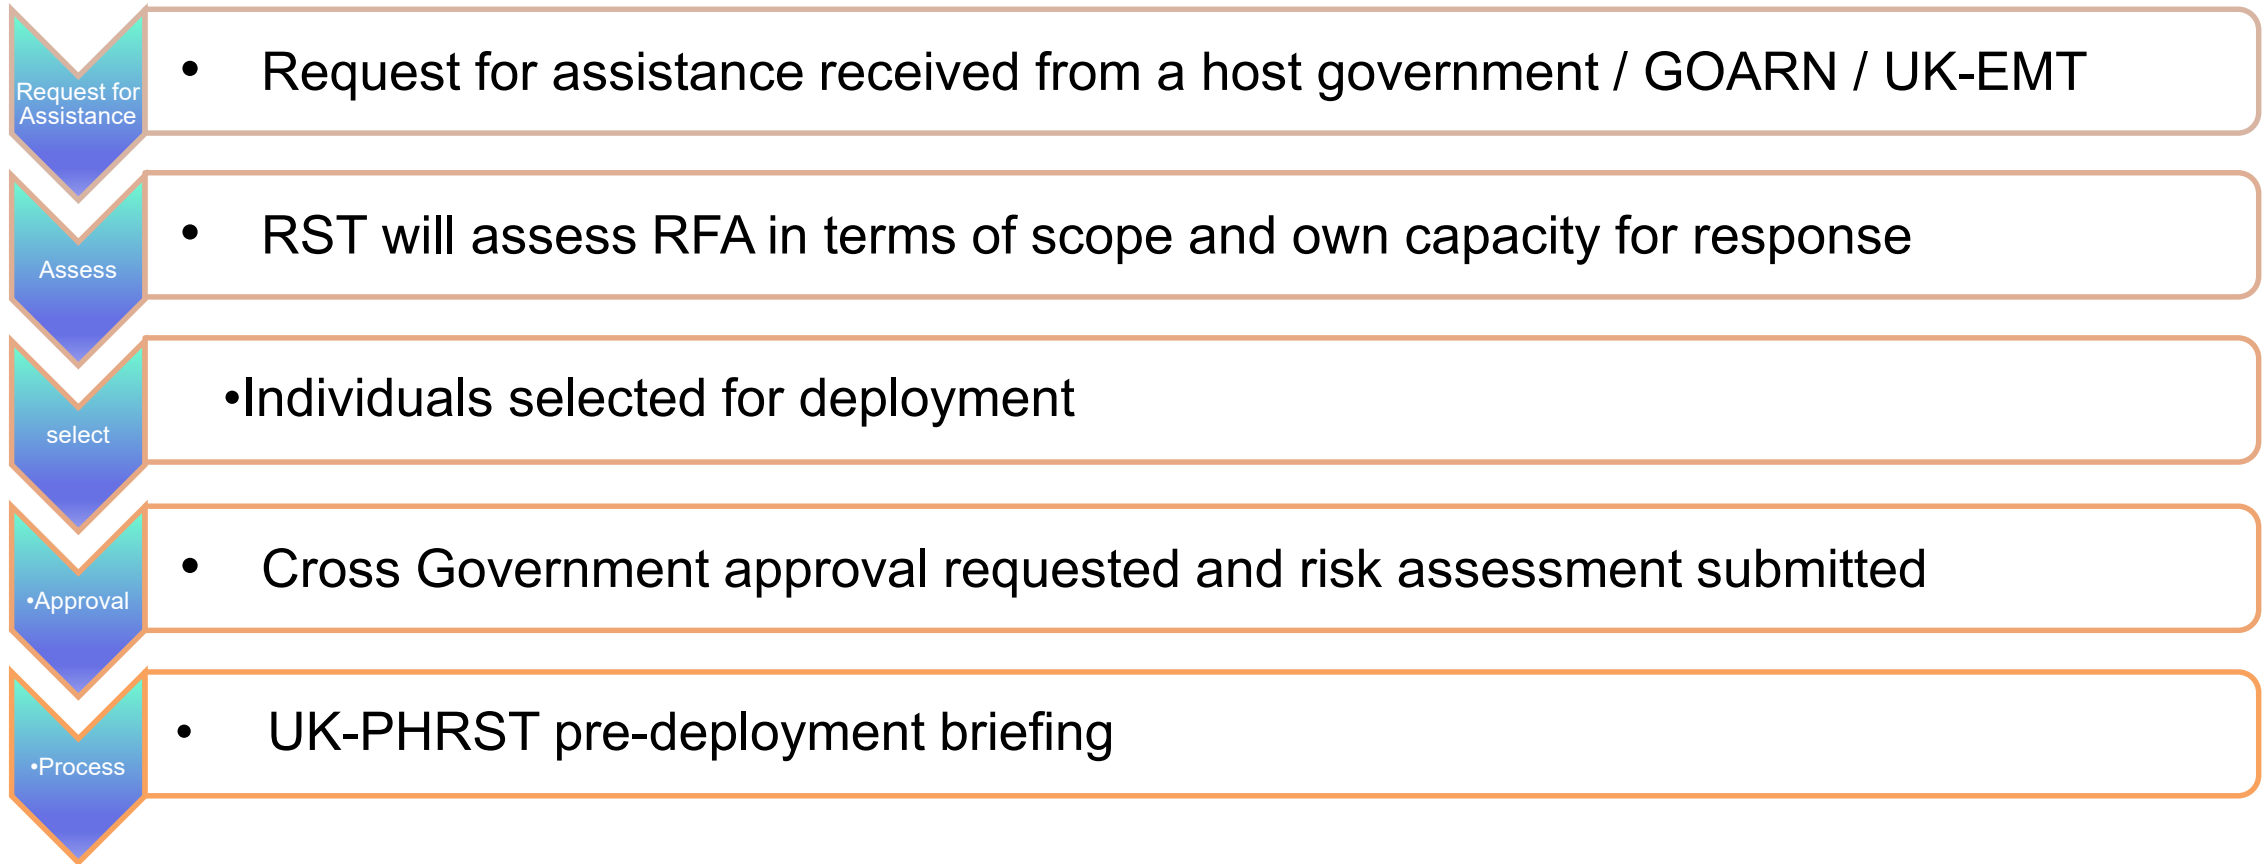 Request for
Assistance
• Request for assistance received from a host government / GOARN / UK-EMT
Assess
• RST will assess RFA in terms of scope and own capacity for response
select
•Individuals selected for deployment
•Approval
• Cross Government approval requested and risk assessment submitted
•Process
• UK-PHRST pre-deployment briefing